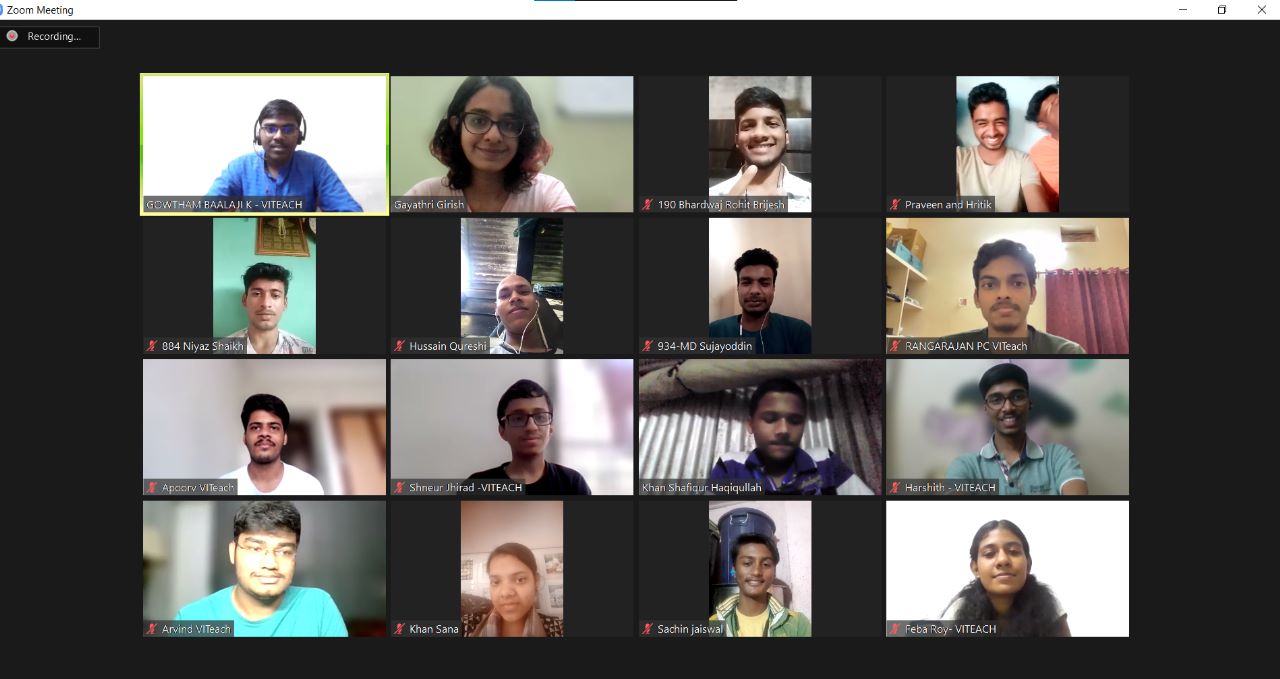 Zoom Meeting
Recording...
GOWTHAM BAALAJI K - VITEACH
Gayathri Girish
190 Bhardwaj Rohit Brijesh
Praveen and Hritik
884 Niyaz Shaikh
Hussain Qureshi
934-MD Sujayoddin
RANGARAJAN PC VITeach
Apoorv VITeach
Shneur Jhirad -VITEACH
Khan Shafiqur Haqiqullah
Harshith - VITEACH
Arvind VITeach
Khan Sana
Sachin jaiswal
Feba Roy- VITEACH